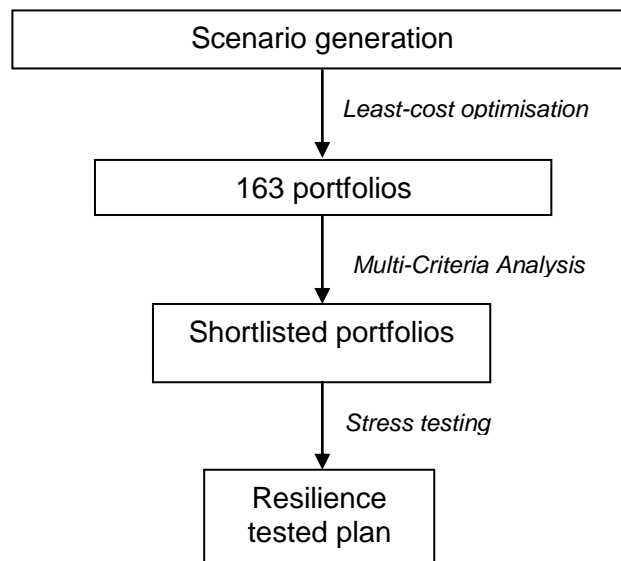 Scenario generation
Least-cost optimisation
163 portfolios
Multi-Criteria Analysis
Shortlisted portfolios
Stress testing
Resilience
tested plan